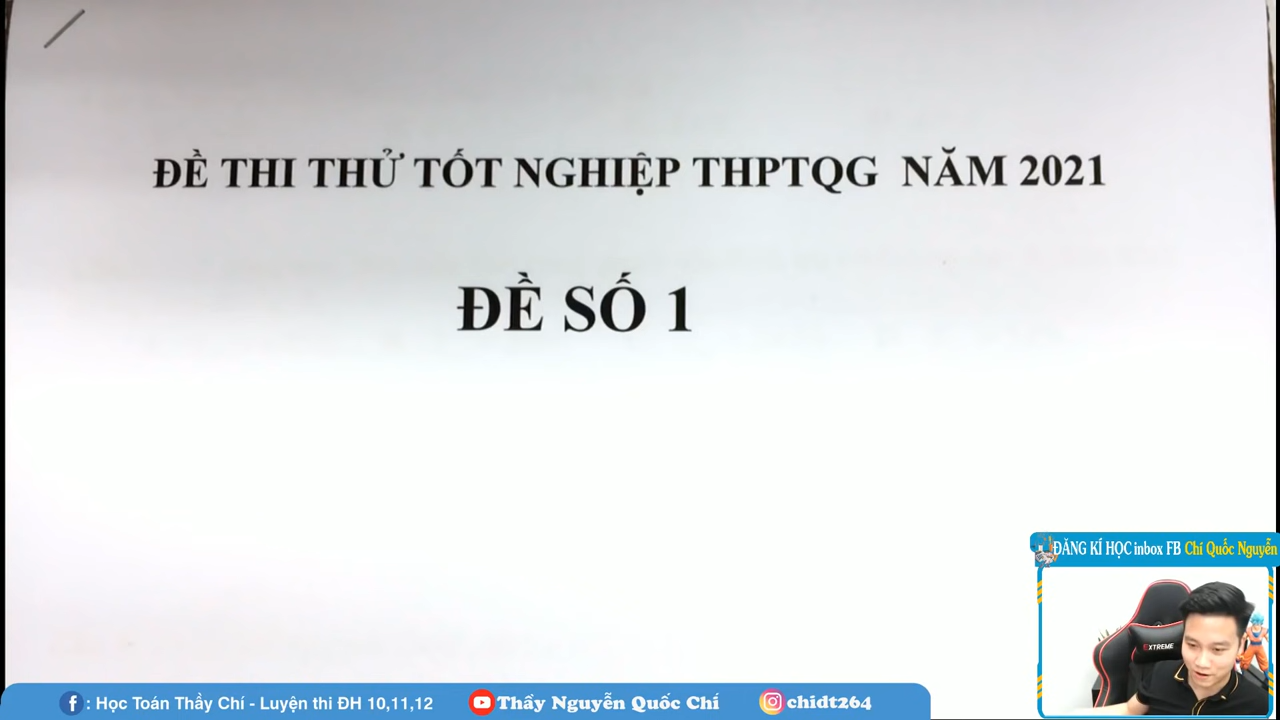 ĐỀ THI THỬ TỐT NGHIỆP THPTQG NĂM 2021
ĐỀ SỐ 1
ĐĂNG KÍ HỌC inbox FB Chí Quốc Nguyễn
EXTREME
: Học Toán Thầy Chí - Luyện thi ĐH 10,11,12
Thầy Nguyễn Quốc Chí
chidt264